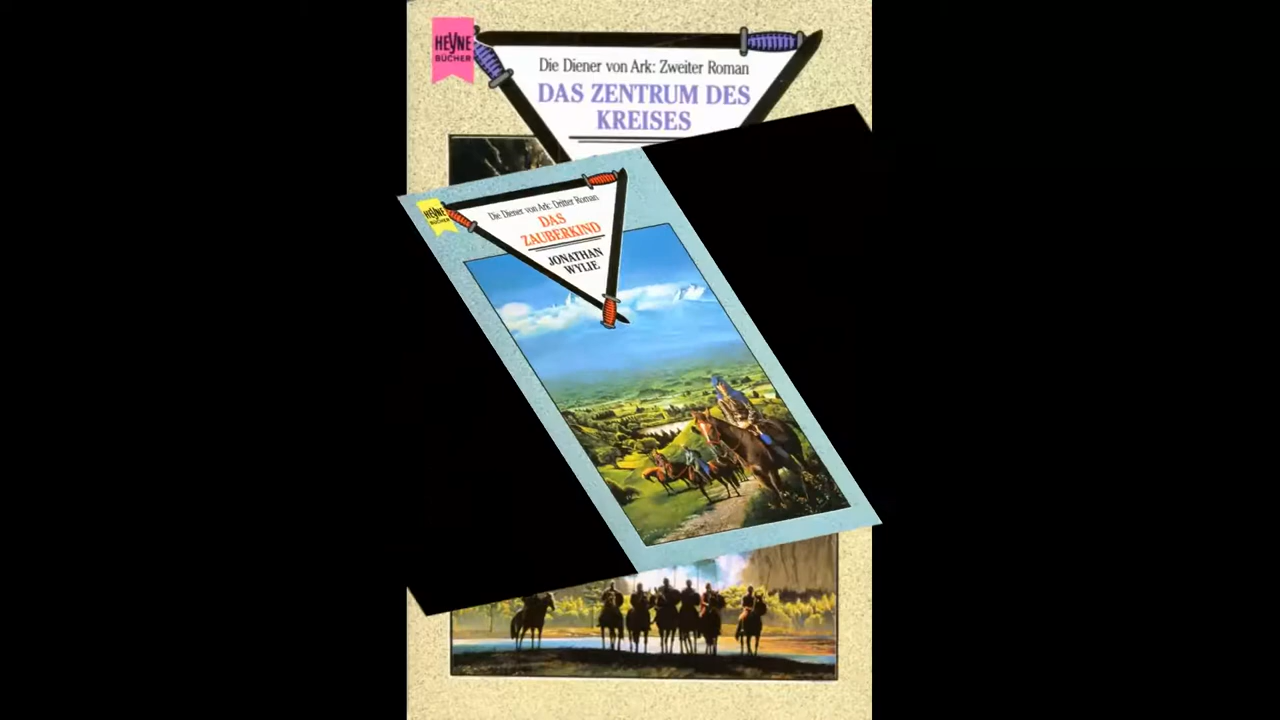 HEYNE
BÜCHER
Die Diener von Ark: Zweiter Roman
DAS ZENTRUM DES
KREISES
HEYNE
BÜCHER
Die Diener von Ark: Dritter Roman
DAS
ZAUBERKIND
JONATHAN
WYLIE